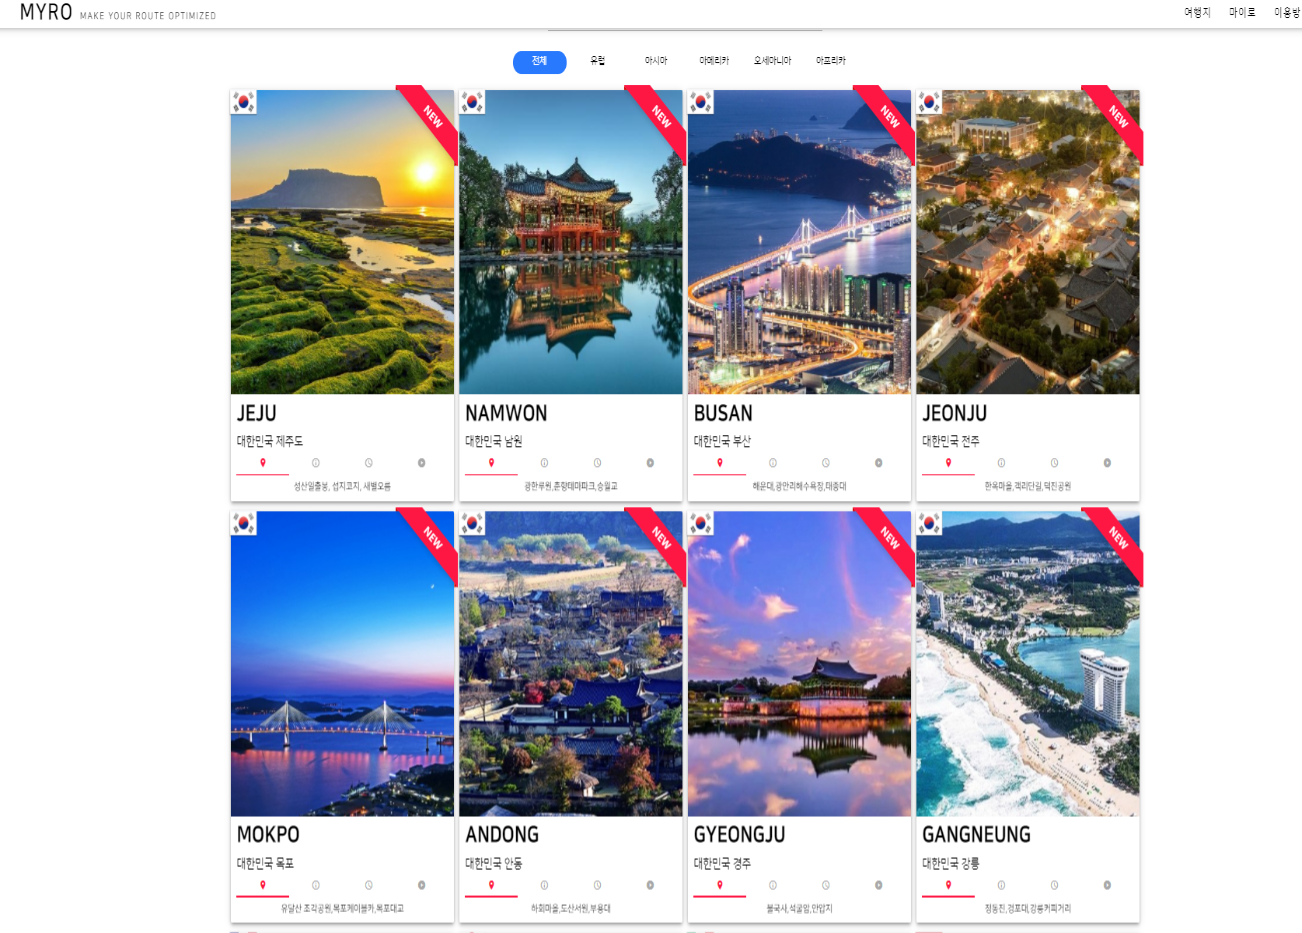 MYRO MAKE YOUR ROUTE OPTIMIZED 여행지 마이로 이용방
전체 유럽 아시아 아메리카 오세아니아 아프리카
NEW NEW NEW NEW
JEJU NAMWON BUSAN JEONJU
대한민국 제주도 대한민국 남원 대한민국 부산 대한민국 전주
성산일출봉, 섭지코지, 새별오름 광한루원,춘향테마파크,승월교 해운대,광안리해수욕장,태종대 한옥마을,객리단길,덕진공원
NEW NEW NEW NEW
MOKPO ANDONG GYEONGJU GANGNEUNG
대한민국 목포 대한민국 안동 대한민국 경주 대한민국 강릉
유달산 조각공원,목포케이블카,목포대교 하회마을,도산서원,부용대 불국사,석굴암,안압지 정동진,경포대,강릉커피거리